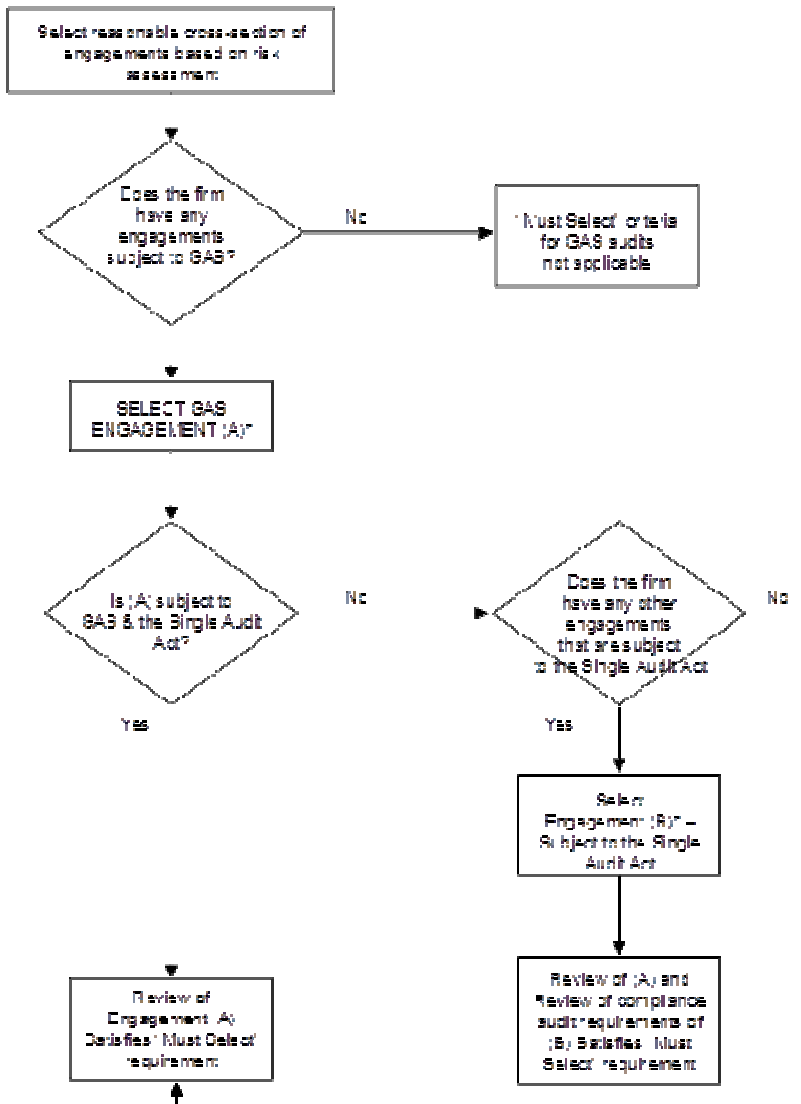 Select reasonable cross-section of
engagements based on risk
assessment
Does the firm
have any
engagements
subject to GAS?
No
"Must Select" criteria
for GAS audits
not applicable
SELECT GAS
ENGAGEMENT (A)*
Is (A) subject to
GAS & the Single Audit
Act?
No
Does the firm
have any other
engagements
that are subject
to the Single Audit Act
No
Yes
Yes
Select
Engagement (B)* –
Subject to the Single
Audit Act
Review of
Engagement (A)
Satisfies "Must Select"
requirement
Review of (A) and
Review of compliance
audit requirements of
(B) Satisfies "Must
Select" requirement